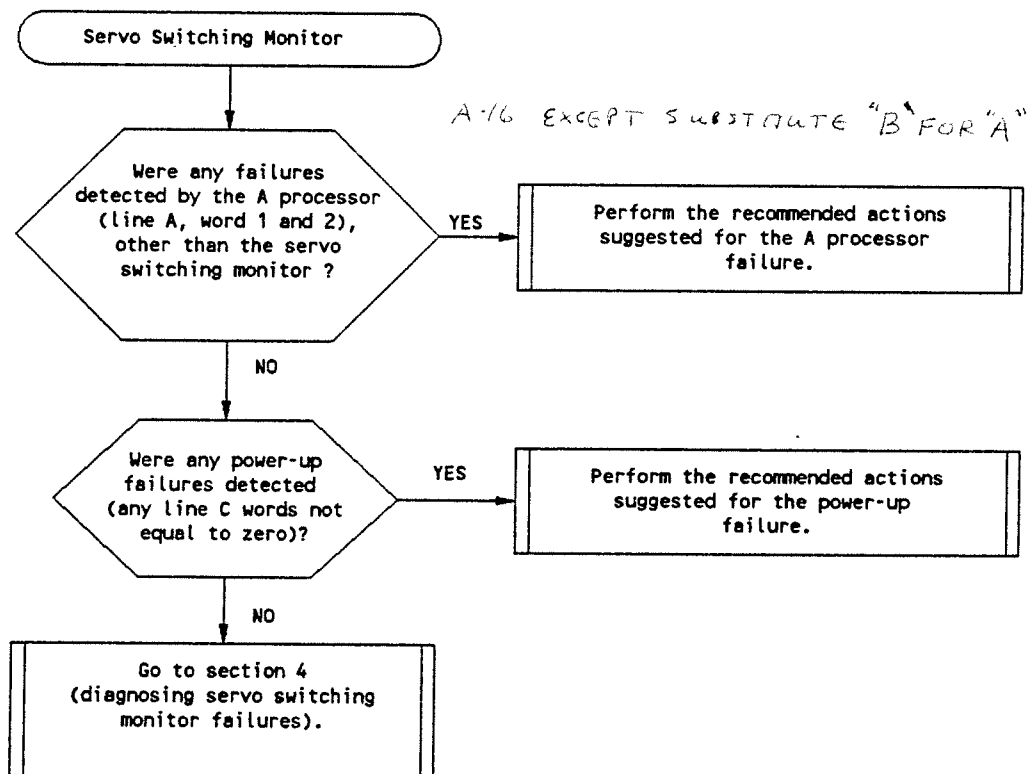 Servo Switching Monitor
A-16 EXCEPT SUBSTITUTE "B" FOR "A"
Were any failures
detected by the A processor
(line A, word 1 and 2),
other than the servo
switching monitor ?
YES
Perform the recommended actions
suggested for the A processor
failure.
NO
Were any power-up
failures detected
(any line C words not
equal to zero)?
YES
Perform the recommended actions
suggested for the power-up
failure.
NO
Go to section 4
(diagnosing servo switching
monitor failures).